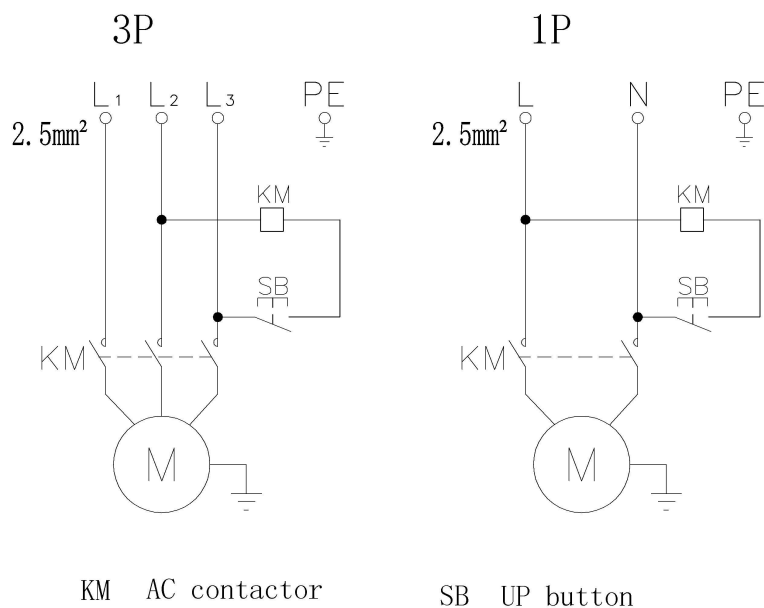 3P
L₁ L₂ L₃ PE
2.5mm²
KM
SB
KM
M
1P
L N PE
2.5mm²
KM
SB
KM
M
KM AC contactor
SB UP button